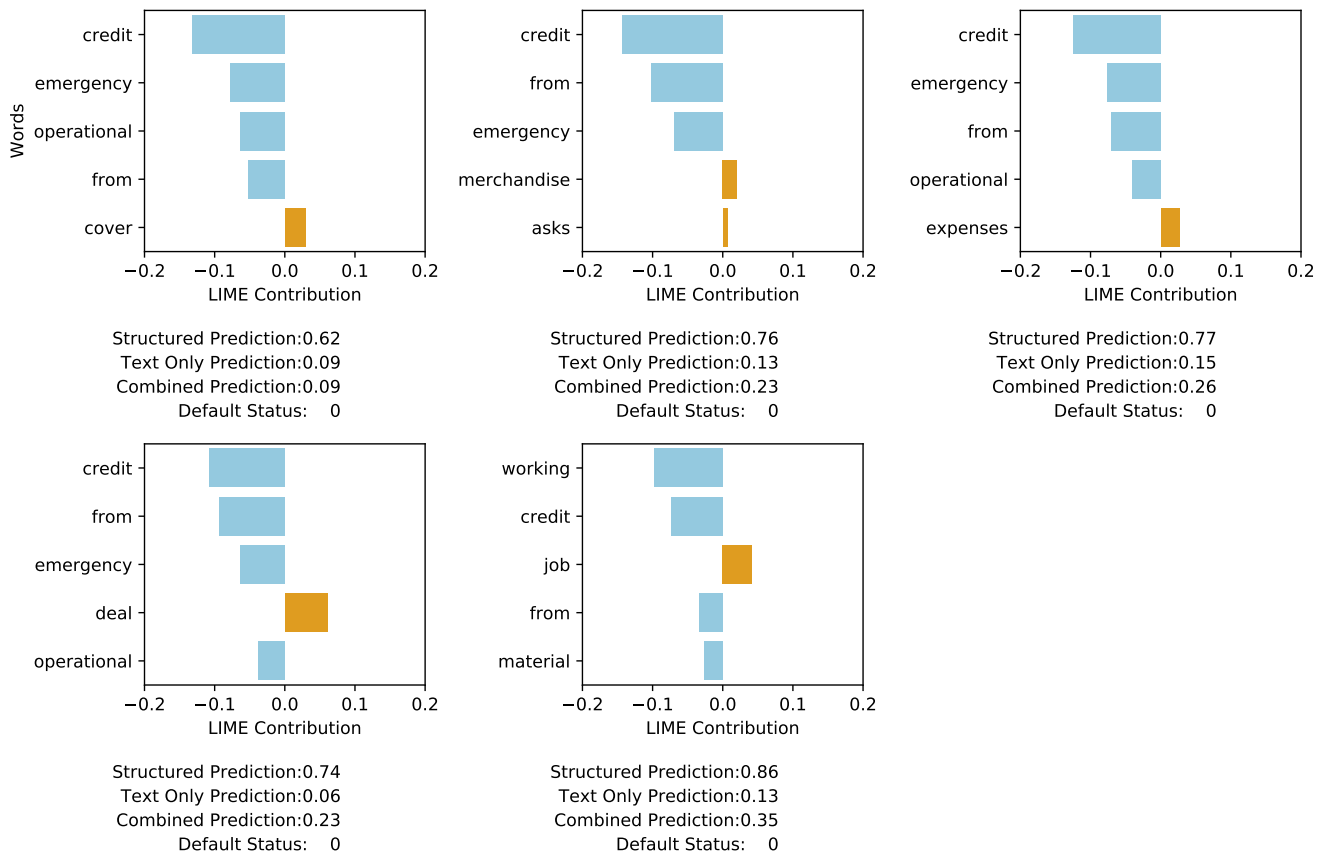 Words
credit
emergency
operational
from
cover
−0.2 −0.1 0.0 0.1 0.2
LIME Contribution
Structured Prediction:0.62
Text Only Prediction:0.09
Combined Prediction:0.09
Default Status: 0
credit
from
emergency
merchandise
asks
−0.2 −0.1 0.0 0.1 0.2
LIME Contribution
Structured Prediction:0.76
Text Only Prediction:0.13
Combined Prediction:0.23
Default Status: 0
credit
emergency
from
operational
expenses
−0.2 −0.1 0.0 0.1 0.2
LIME Contribution
Structured Prediction:0.77
Text Only Prediction:0.15
Combined Prediction:0.26
Default Status: 0
credit
from
emergency
deal
operational
−0.2 −0.1 0.0 0.1 0.2
LIME Contribution
Structured Prediction:0.74
Text Only Prediction:0.06
Combined Prediction:0.23
Default Status: 0
working
credit
job
from
material
−0.2 −0.1 0.0 0.1 0.2
LIME Contribution
Structured Prediction:0.86
Text Only Prediction:0.13
Combined Prediction:0.35
Default Status: 0